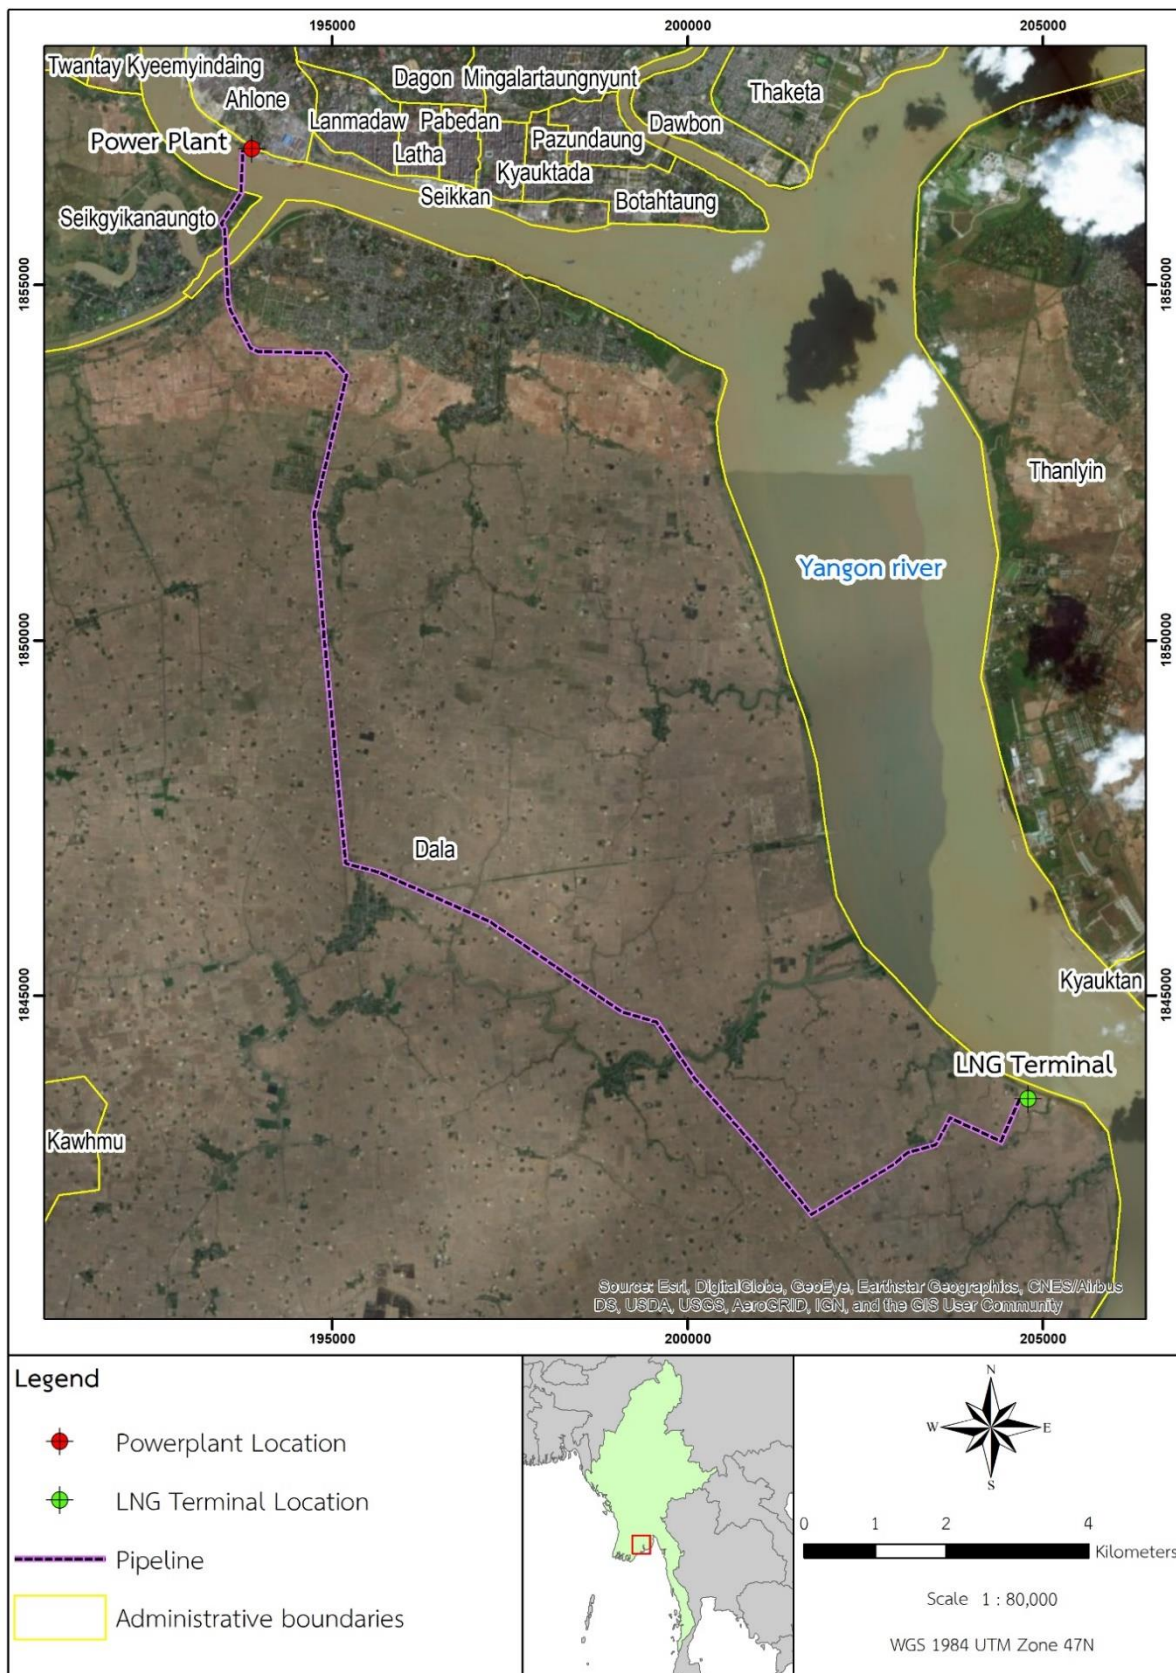 195000 200000 205000
Twantay Kyeemyindaing
Dagon Mingalartaungnyunt
Ahlone
Thaketa
Lanmadaw Pabedan
Dawbon
Power Plant
Pazundaung
Latha
Kyauktada
Seikkan
Botahtaung
Seikgyikanaungto
1855000
1855000
Thanlyin
Yangon river
1850000
1850000
Dala
Kyauktan
1845000
1845000
LNG Terminal
Kawhmu
Source: Esri, DigitalGlobe, GeoEye, Earthstar Geographics, CNES/Airbus
DS, USDA, USGS, AeroGRID, IGN, and the GIS User Community
195000 200000 205000
Legend
Powerplant Location
LNG Terminal Location
Pipeline
Administrative boundaries
N
W E
S
0 1 2 4
Kilometers
Scale 1 : 80,000
WGS 1984 UTM Zone 47N